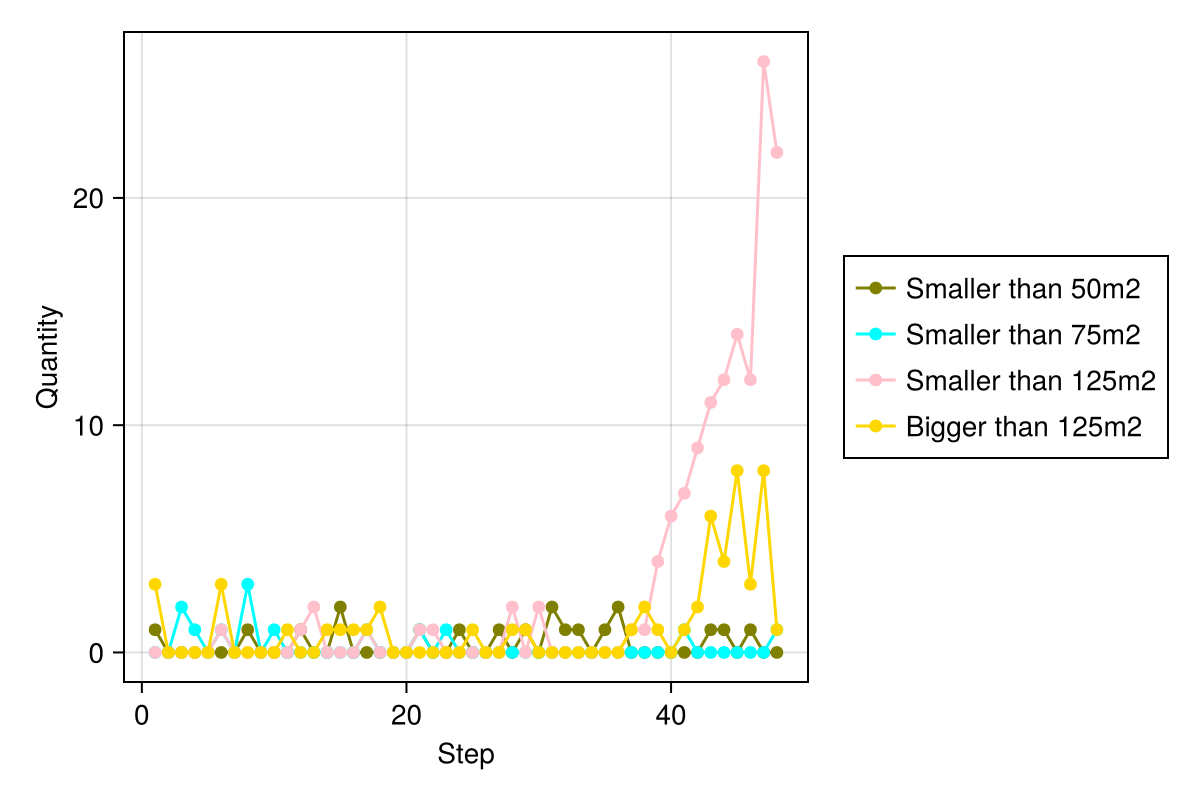 20
10
0
Quantity
0 20 40
Step
Smaller than 50m2
Smaller than 75m2
Smaller than 125m2
Bigger than 125m2